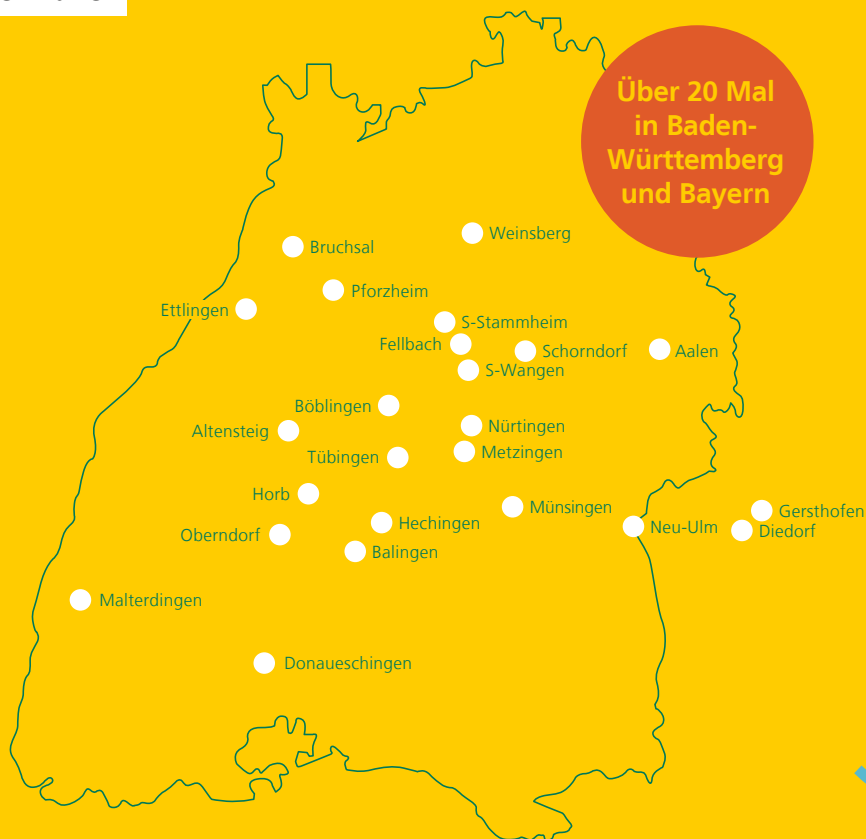 Über 20 Mal
in Baden-
Württemberg
und Bayern
Weinsberg
Bruchsal
Pforzheim
Ettlingen
S-Stammheim
Fellbach
Schorndorf
Aalen
S-Wangen
Böblingen
Altensteig
Nürtingen
Metzingen
Tübingen
Horb
Münsingen
Gersthofen
Hechingen
Neu-Ulm
Diedorf
Oberndorf
Balingen
Malterdingen
Donaueschingen